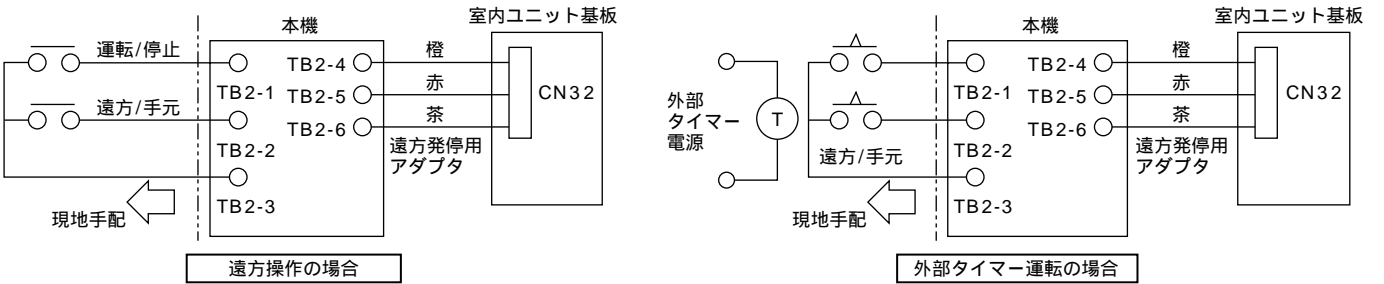 本機
室内ユニット基板
運転/停止
橙
TB2-4
TB2-1
赤
TB2-5
CN32
遠方/手元
茶
TB2-6
遠方発停用
アダプタ
TB2-2
TB2-3
現地手配
遠方操作の場合
本機
室内ユニット基板
橙
TB2-4
TB2-1
赤
TB2-5
CN32
外部
タイマー
電源
T
茶
TB2-6
遠方発停用
アダプタ
遠方/手元
TB2-2
TB2-3
現地手配
外部タイマー運転の場合